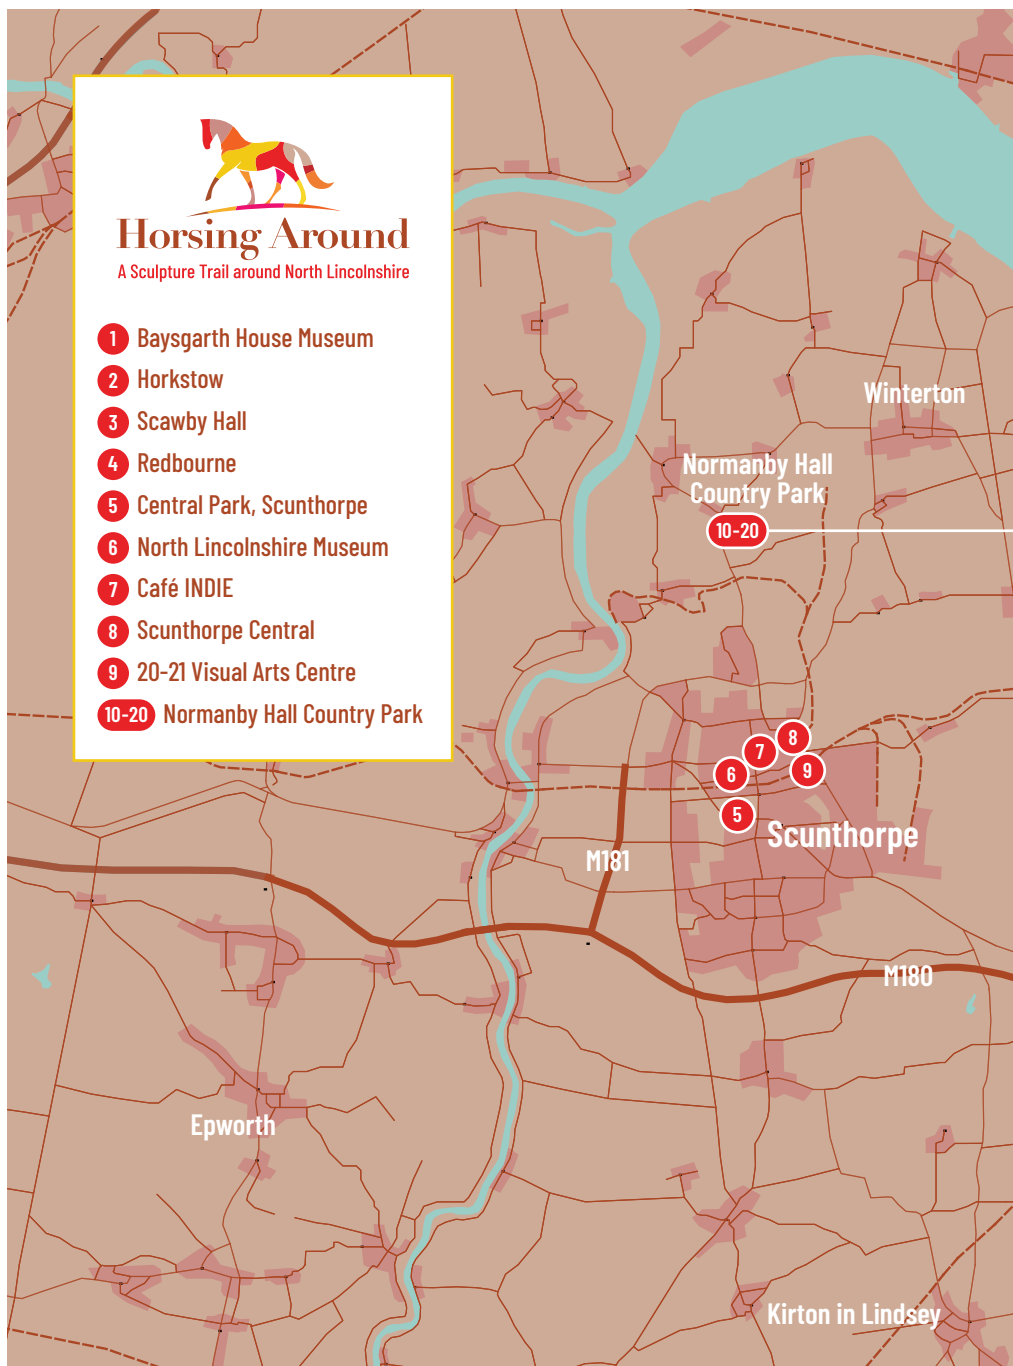 Horsing Around
A Sculpture Trail around North Lincolnshire
1 Baysgarth House Museum
2 Horkstow
3 Scawby Hall
4 Redbourne
5 Central Park, Scunthorpe
6 North Lincolnshire Museum
7 Café INDIE
8 Scunthorpe Central
9 20-21 Visual Arts Centre
10-20 Normanby Hall Country Park
Winterton
Normanby Hall
Country Park
10-20
8
7
9
6
5
Scunthorpe
M181
M180
Epworth
Kirton in Lindsey